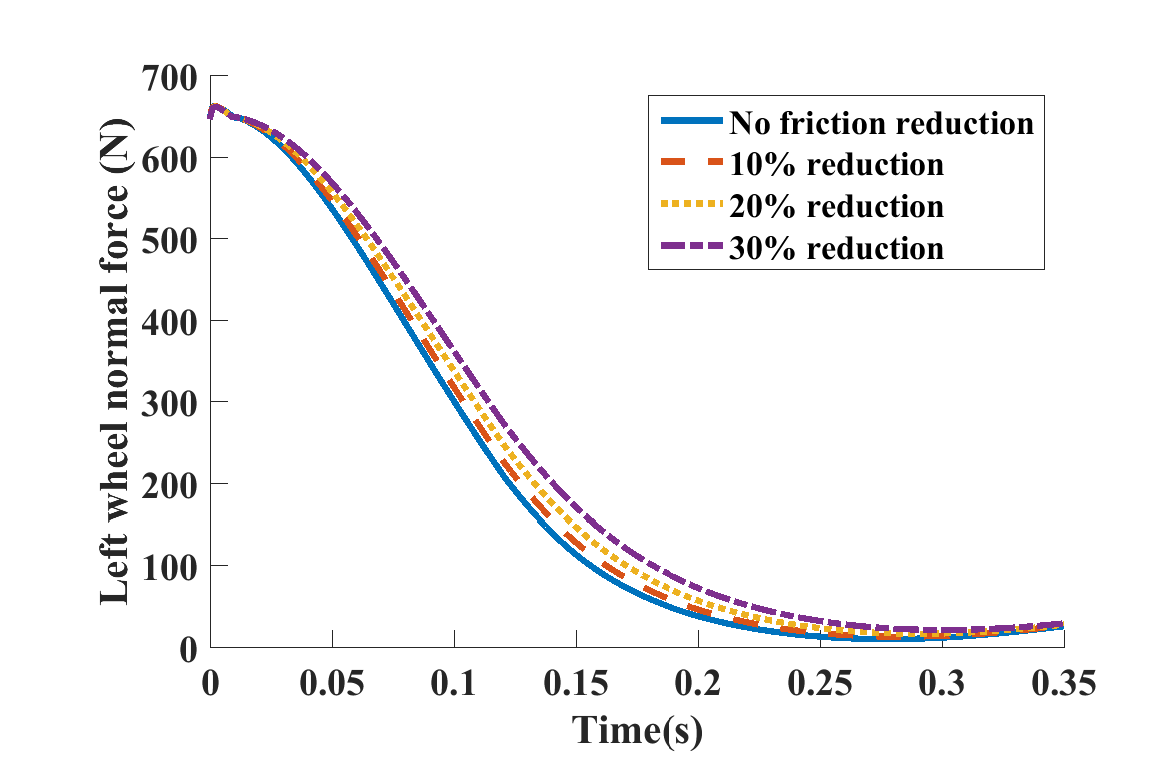 700
600
500
400
300
200
100
0
Left wheel normal force (N)
No friction reduction
10% reduction
20% reduction
30% reduction
0 0.05 0.1 0.15 0.2 0.25 0.3 0.35
Time(s)